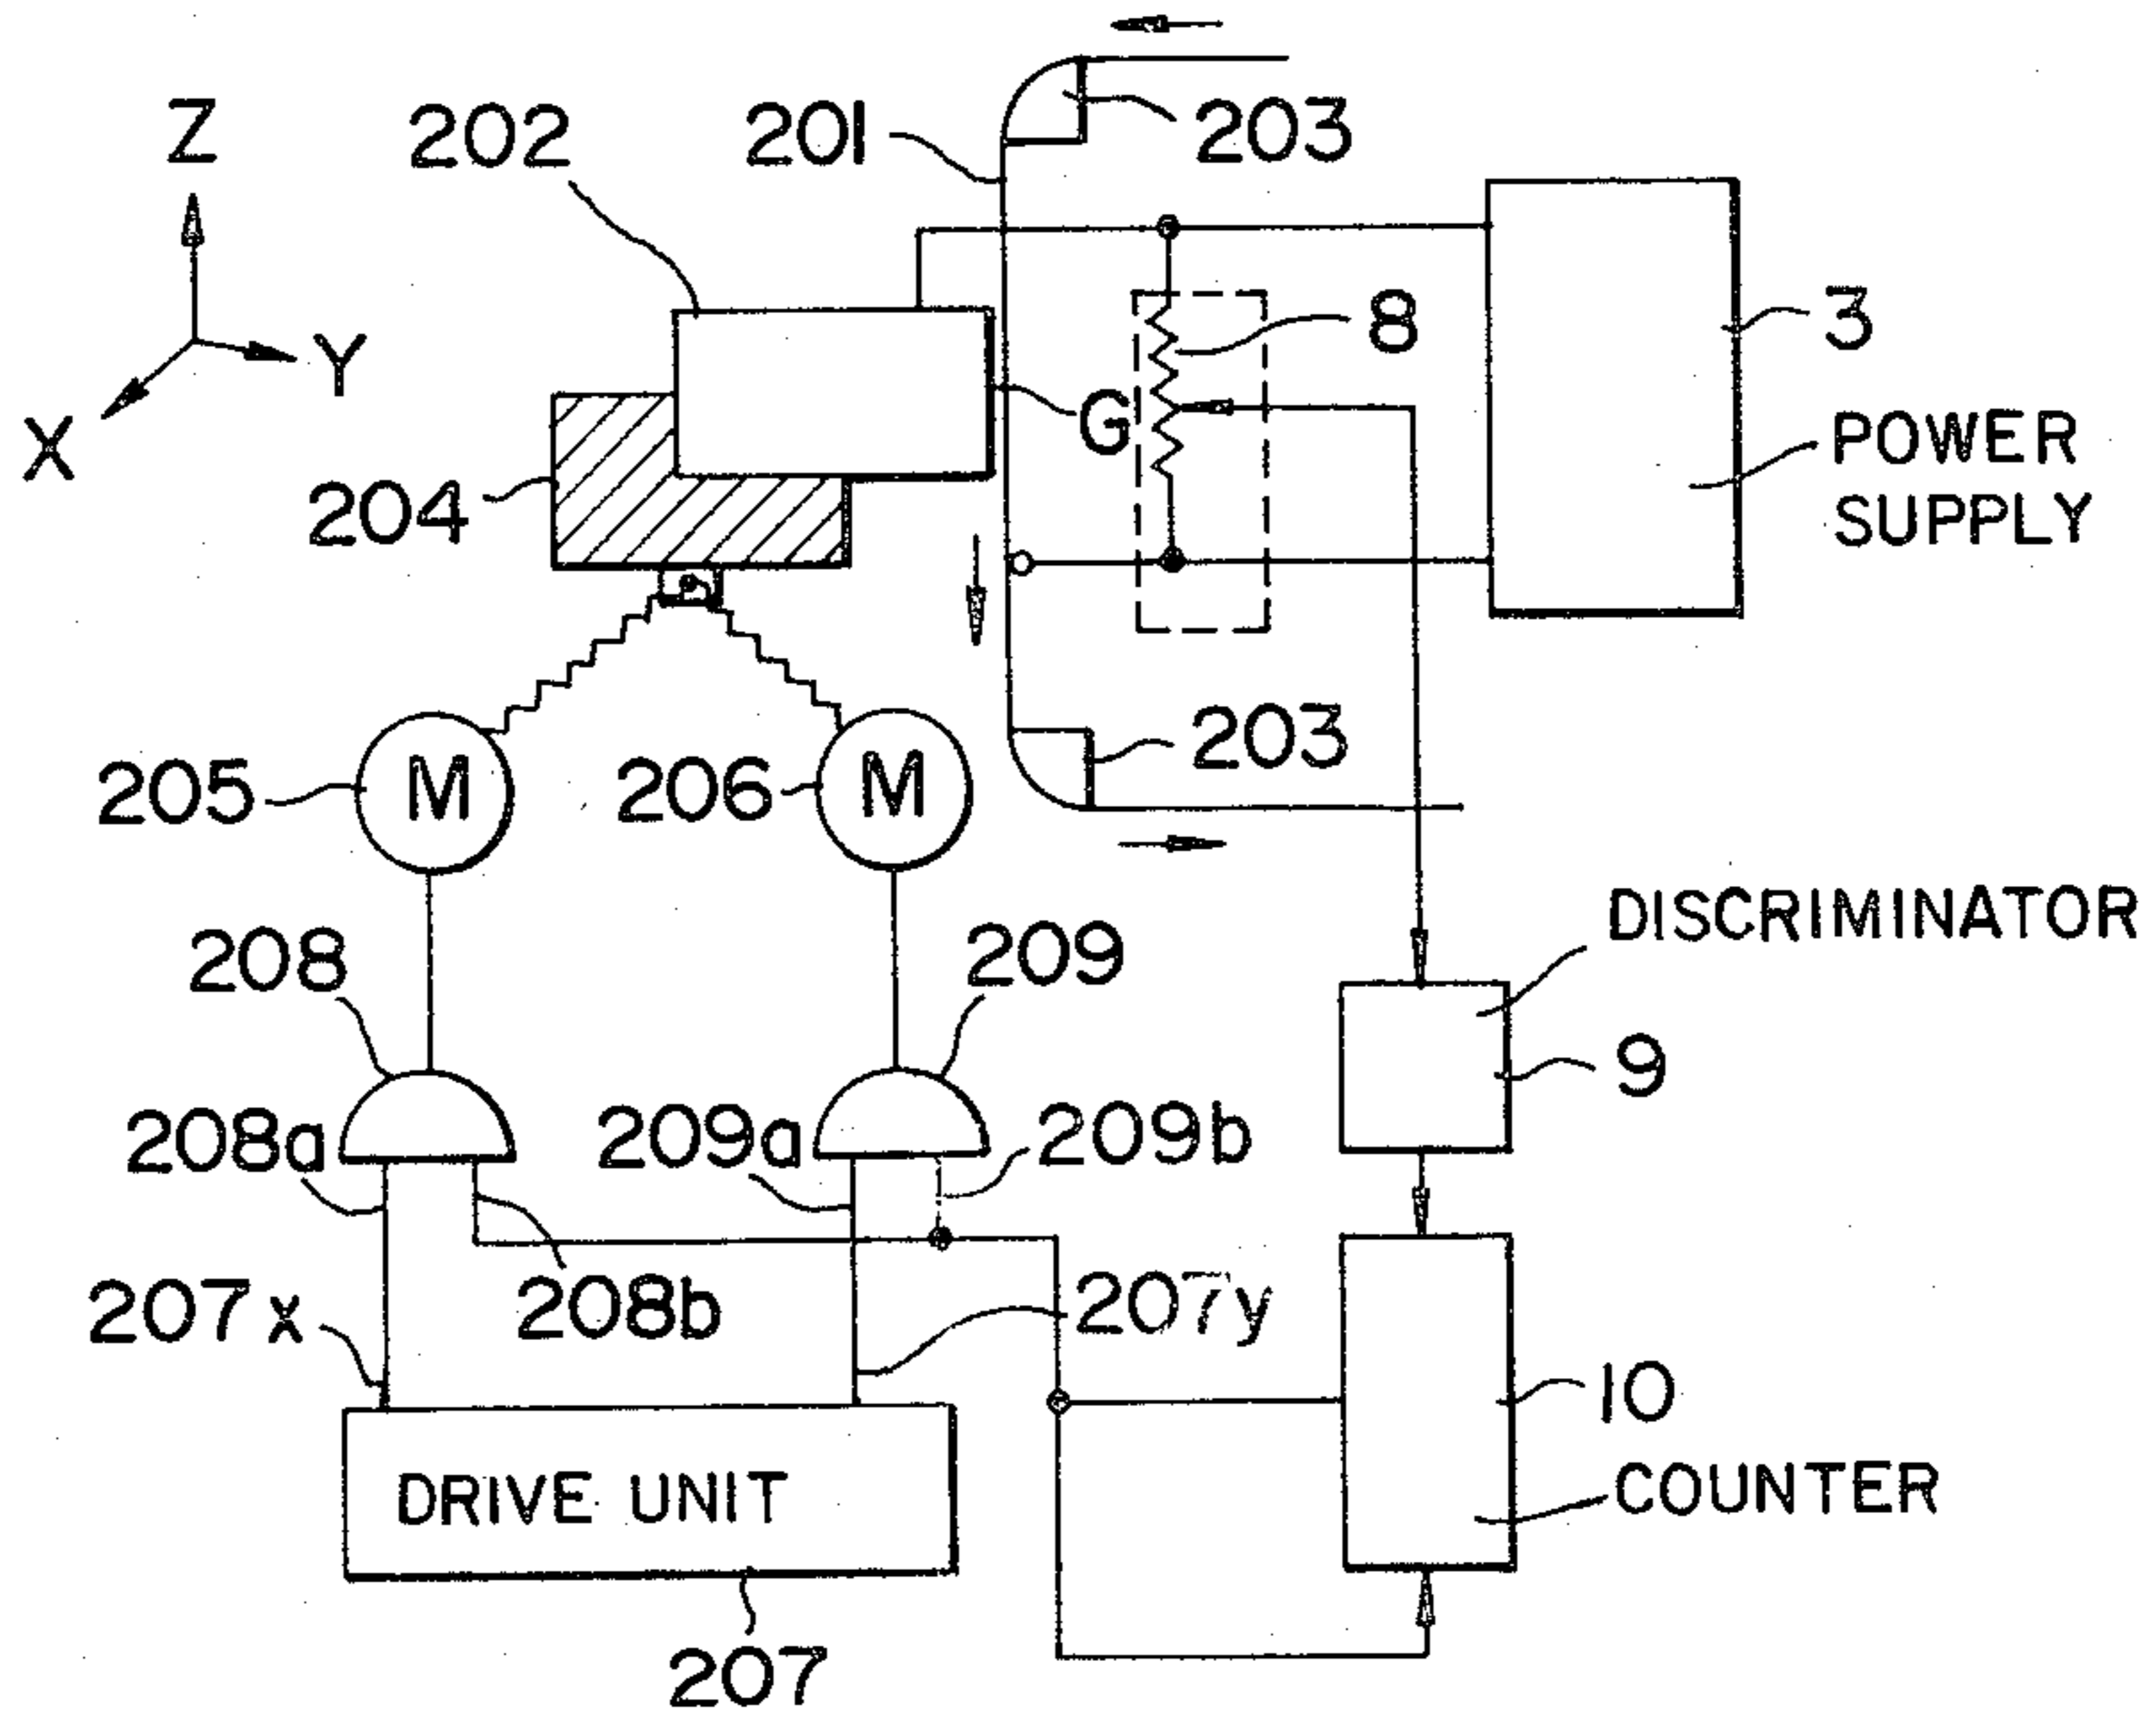 Z
202
201
203
Y
X
8
3
G
204
POWER
SUPPLY
205
M
206
M
203
DISCRIMINATOR
208
209
9
208a
209a
209b
207x
208b
207y
10
DRIVE UNIT
COUNTER
207